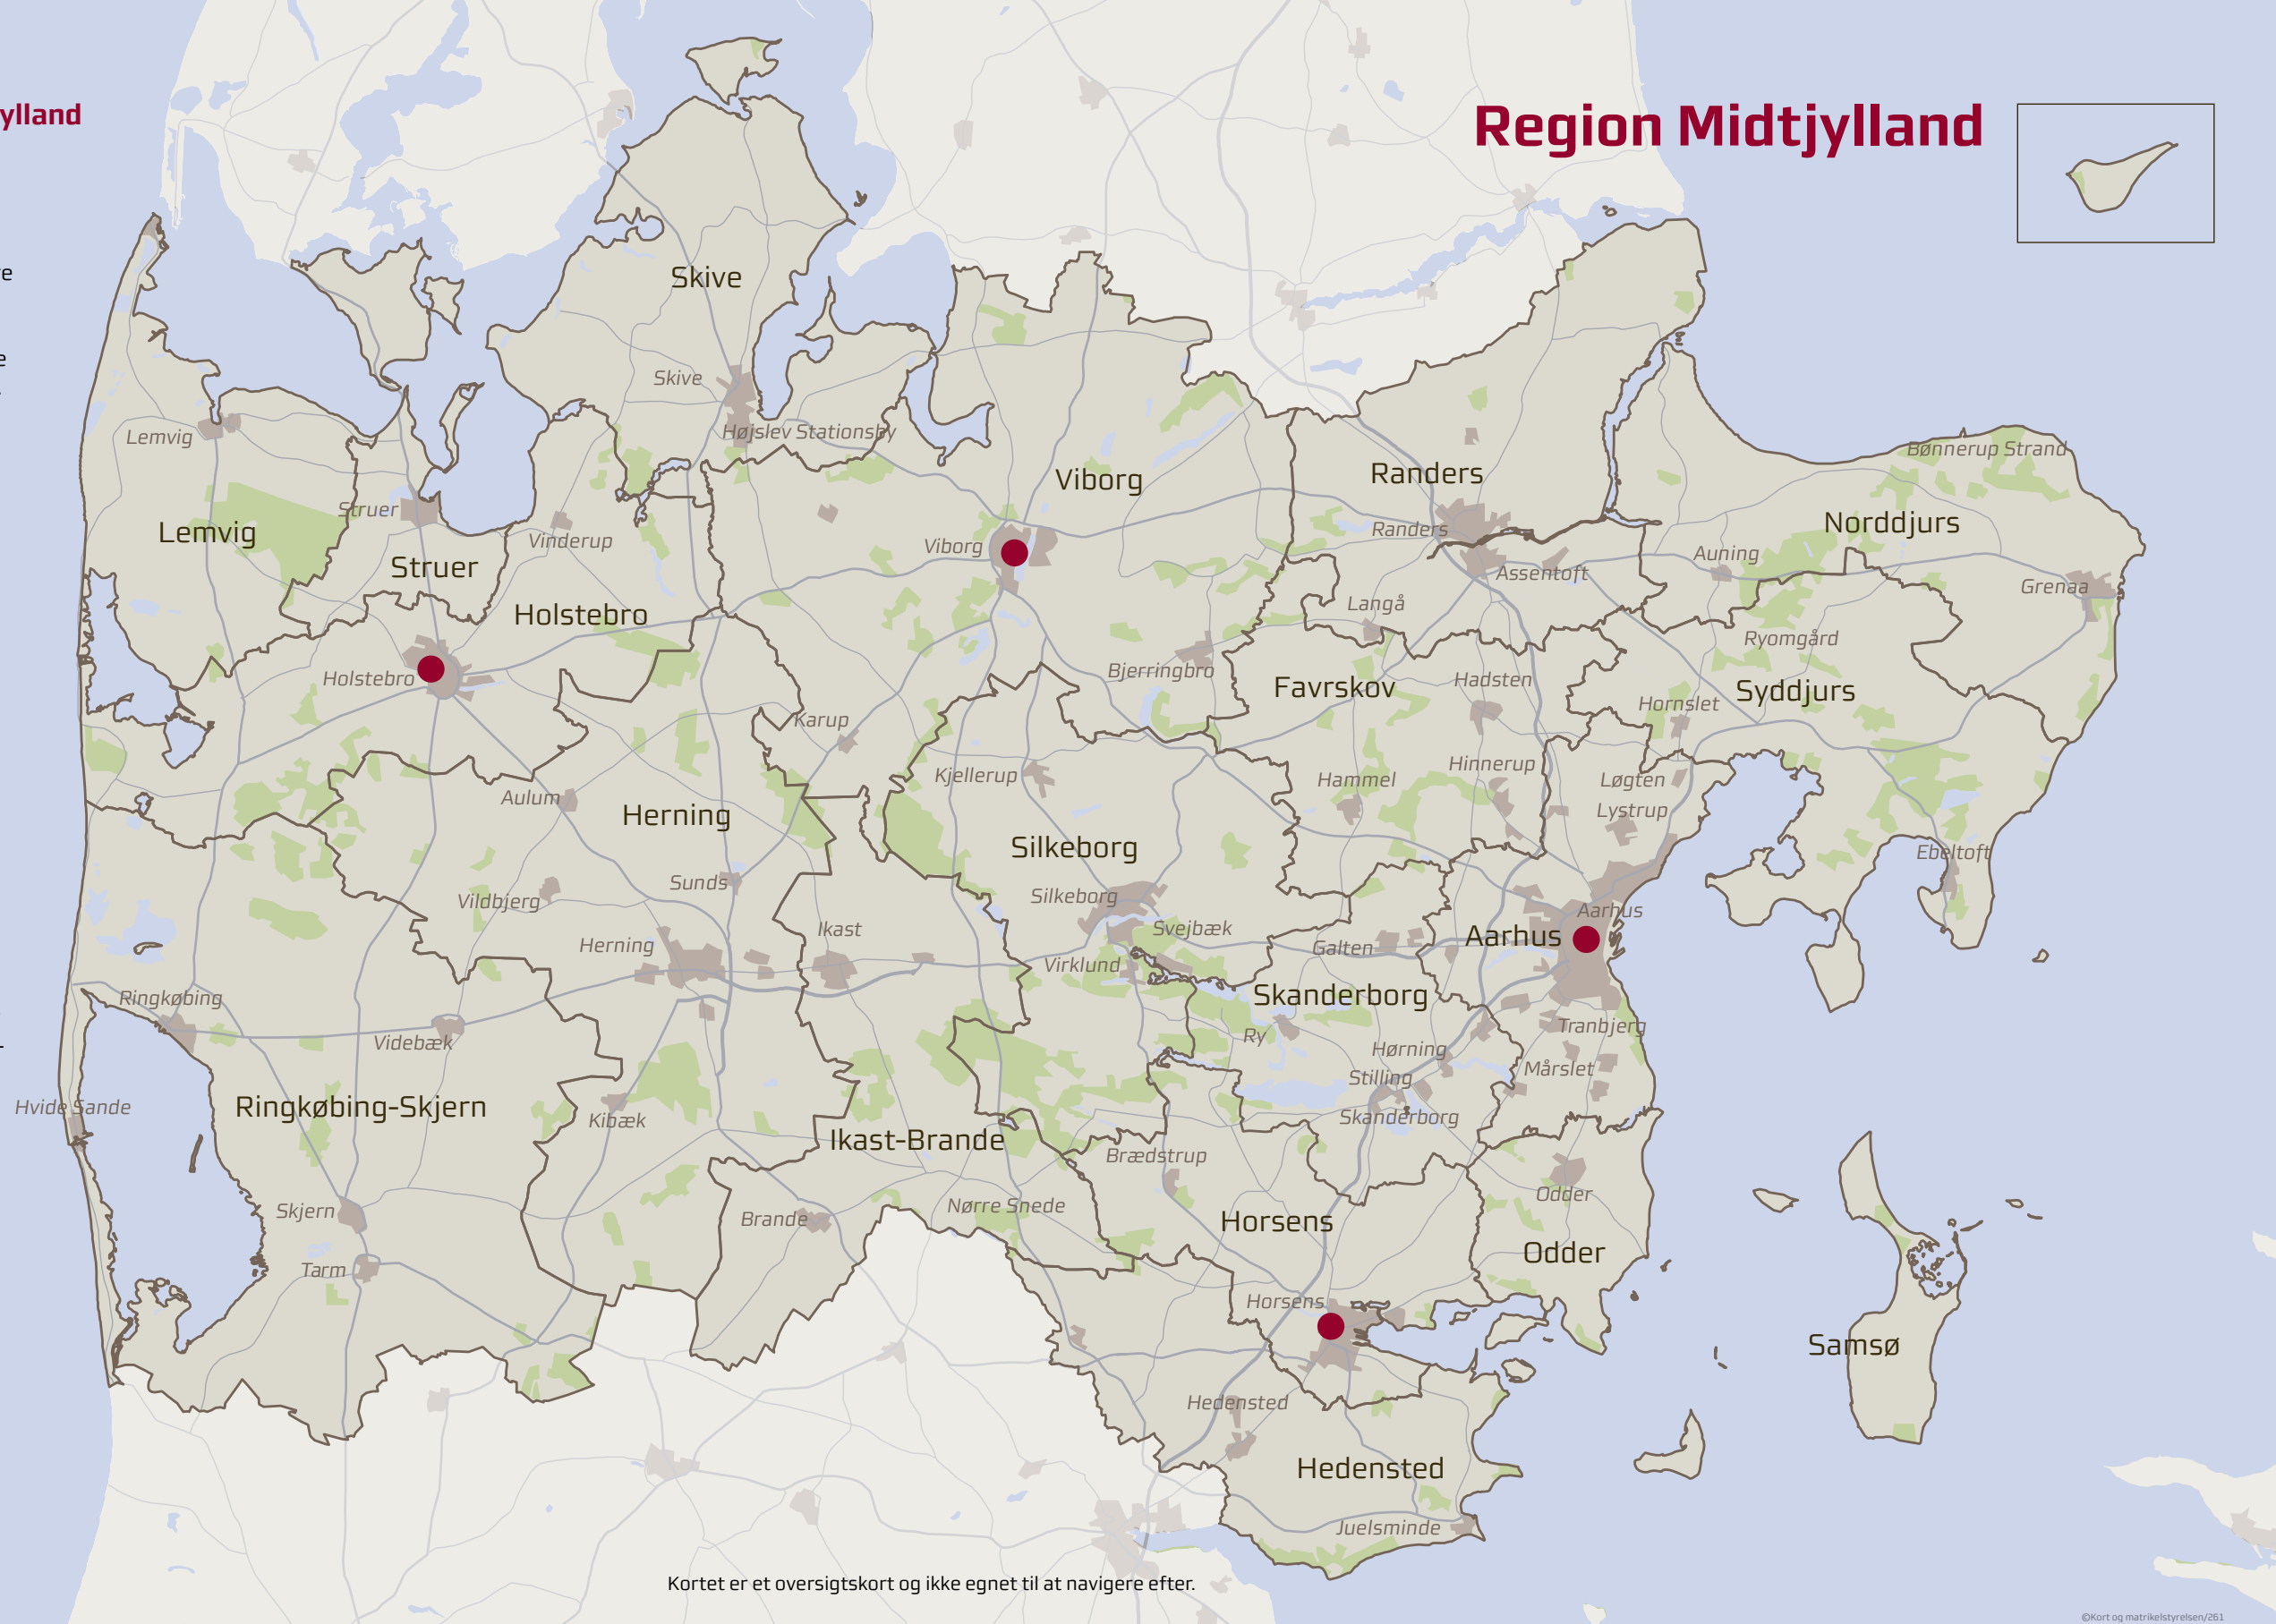 ylland
Region Midtjylland
e
e
Skive
Skive
Højslev Stationsby
Lemvig
Lemvig
Struer
Struer
Vinderup
Holstebro
Holstebro
Viborg
Viborg
Bjerringbro
Karup
Kjellerup
Randers
Randers
Assentoft
Langå
Bønnerup Strand
Norddjurs
Auning
Grenaa
Ryomgård
Syddjurs
Hornslet
Favrskov
Hadsten
Hinnerup
Hammel
Løgten
Lystrup
Ebeltoft
Aulum
Herning
Vildbjerg
Sunds
Herning
Ikast
Silkeborg
Silkeborg
Svejbæk
Virklund
Galten
Aarhus
Aarhus
Skanderborg
Ry
Tranbjerg
Hørning
Mårslet
Stilling
Skanderborg
Ringkøbing
Videbæk
Hvide Sande
Ringkøbing-Skjern
Kibæk
Ikast-Brande
Brædstrup
Nørre Snede
Brande
Skjern
Tarm
Horsens
Odder
Odder
Horsens
Samsø
Hedensted
Hedensted
Juelsminde
Kortet er et oversigtskort og ikke egnet til at navigere efter.
©Kort og matrikelstyrelsen/261